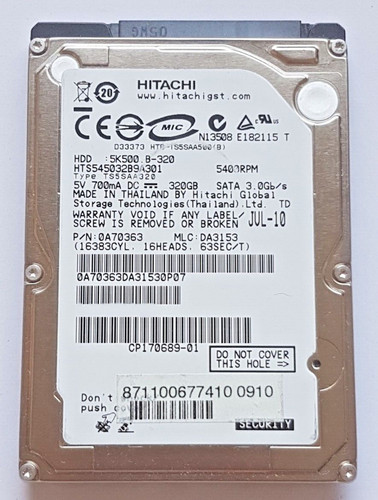 HITACHI
www.hitachigst.com
20
CE MIC
N13508 E182115 T
D33373 HTS-TS5SAA500(B)
HDD :5K500.B-320
HTS545032B9A301 5400RPM
Type TS5SAA320
5V 700mA DC 320GB SATA 3.0Gb/s
MADE IN THAILAND BY Hitachi Global
Storage Technologies(Thailand).Ltd. TD
WARRANTY VOID IF ANY LABEL/ JUL-10
SCREW IS REMOVED OR BROKEN
P/N:0A70363 MLC:DA3153
(16383CYL. 16HEADS. 63SEC/T)
0A70363DA31530P07
CP170689-01
DO NOT COVER
THIS HOLE =>
Don't
push
871100677410 0910
SECURITY